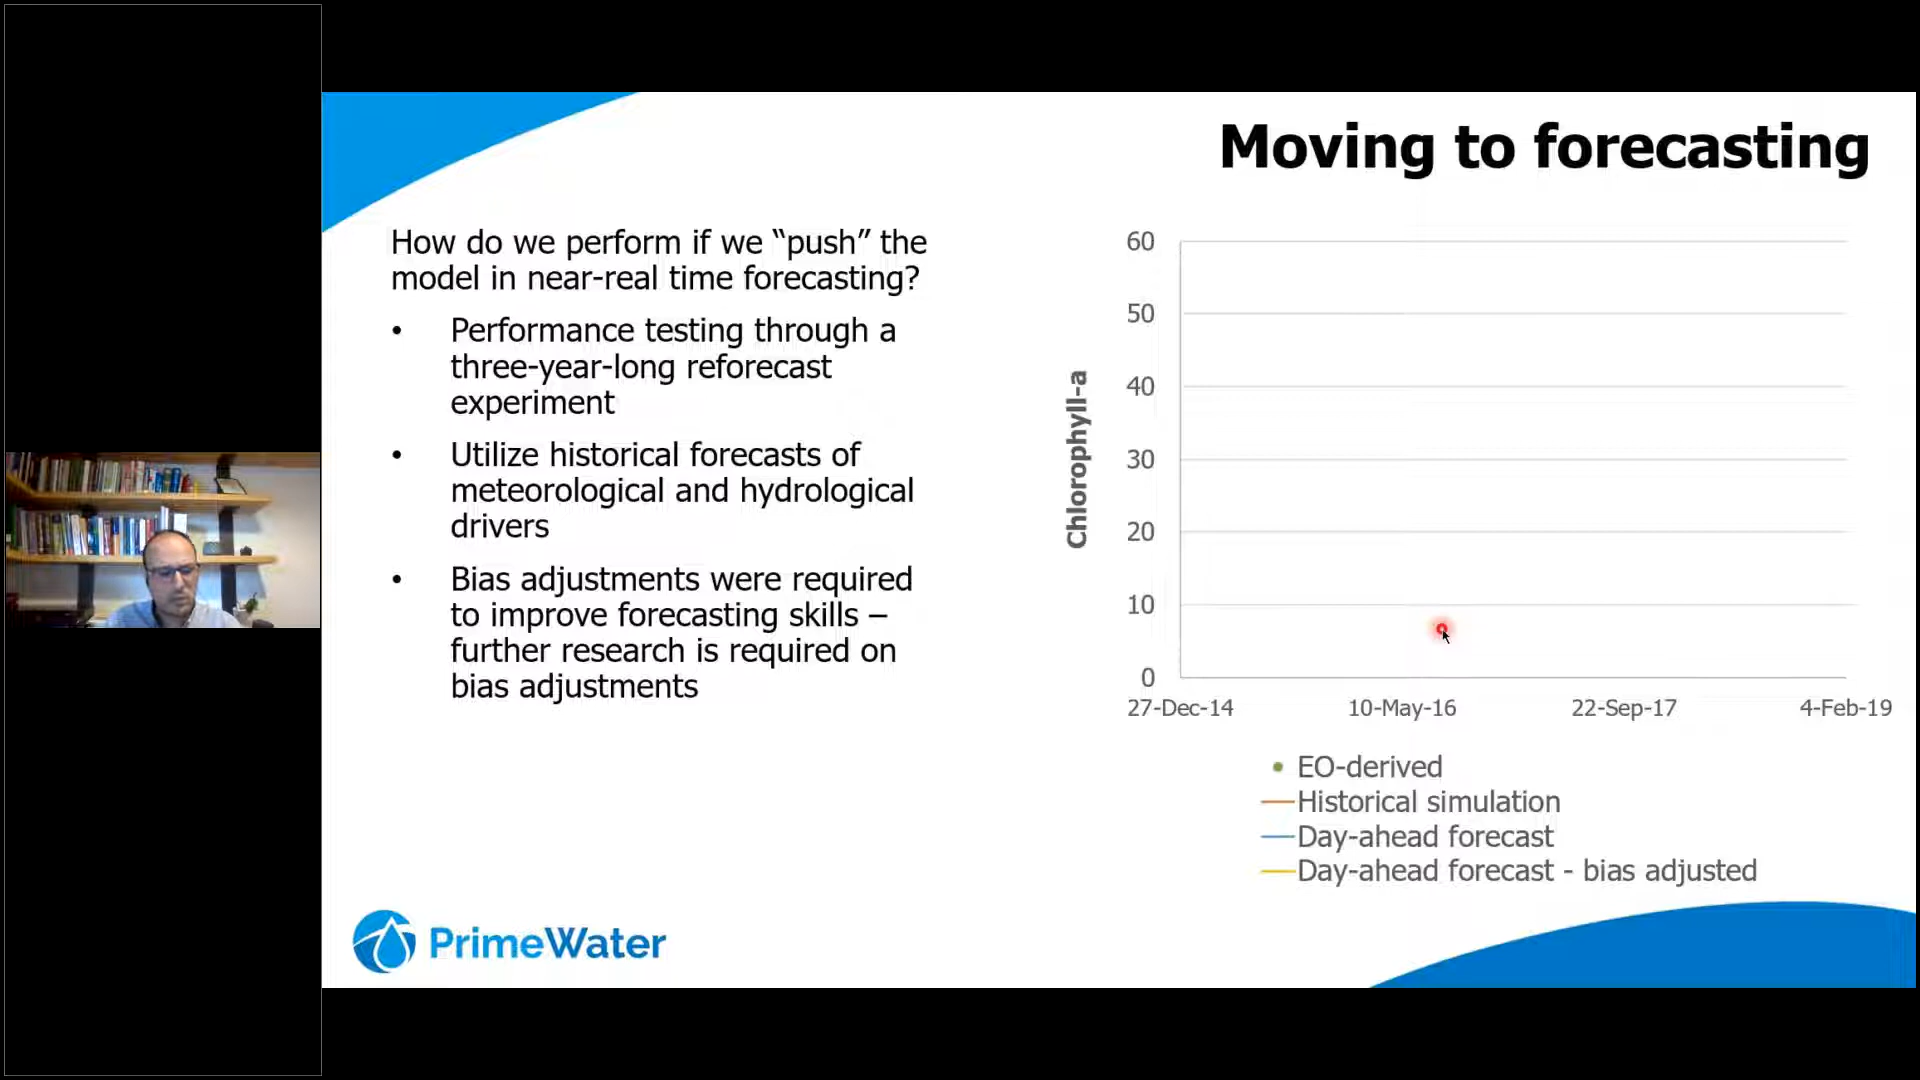 Moving to forecasting
How do we perform if we “push” the
model in near-real time forecasting?
• Performance testing through a
three-year-long reforecast
experiment
• Utilize historical forecasts of
meteorological and hydrological
drivers
• Bias adjustments were required
to improve forecasting skills –
further research is required on
bias adjustments
Chlorophyll-a
60
50
40
30
20
10
0
27-Dec-14 10-May-16 22-Sep-17 4-Feb-19
EO-derived
Historical simulation
Day-ahead forecast
Day-ahead forecast - bias adjusted
PrimeWater